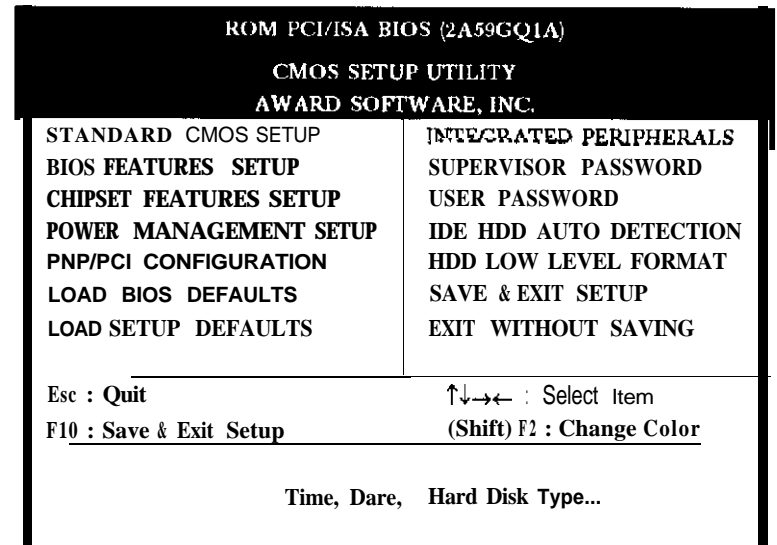 ROM PCI/ISA BIOS (2A59GQ1A)
CMOS SETUP UTILITY
AWARD SOFTWARE, INC.
STANDARD CMOS SETUP
BIOS FEATURES SETUP
CHIPSET FEATURES SETUP
POWER MANAGEMENT SETUP
PNP/PCI CONFIGURATION
LOAD BIOS DEFAULTS
LOAD SETUP DEFAULTS
INTEGRATED PERIPHERALS
SUPERVISOR PASSWORD
USER PASSWORD
IDE HDD AUTO DETECTION
HDD LOW LEVEL FORMAT
SAVE & EXIT SETUP
EXIT WITHOUT SAVING
Esc : Quit
F10 : Save & Exit Setup
↑↓→← : Select Item
(Shift) F2 : Change Color
Time, Dare, Hard Disk Type...